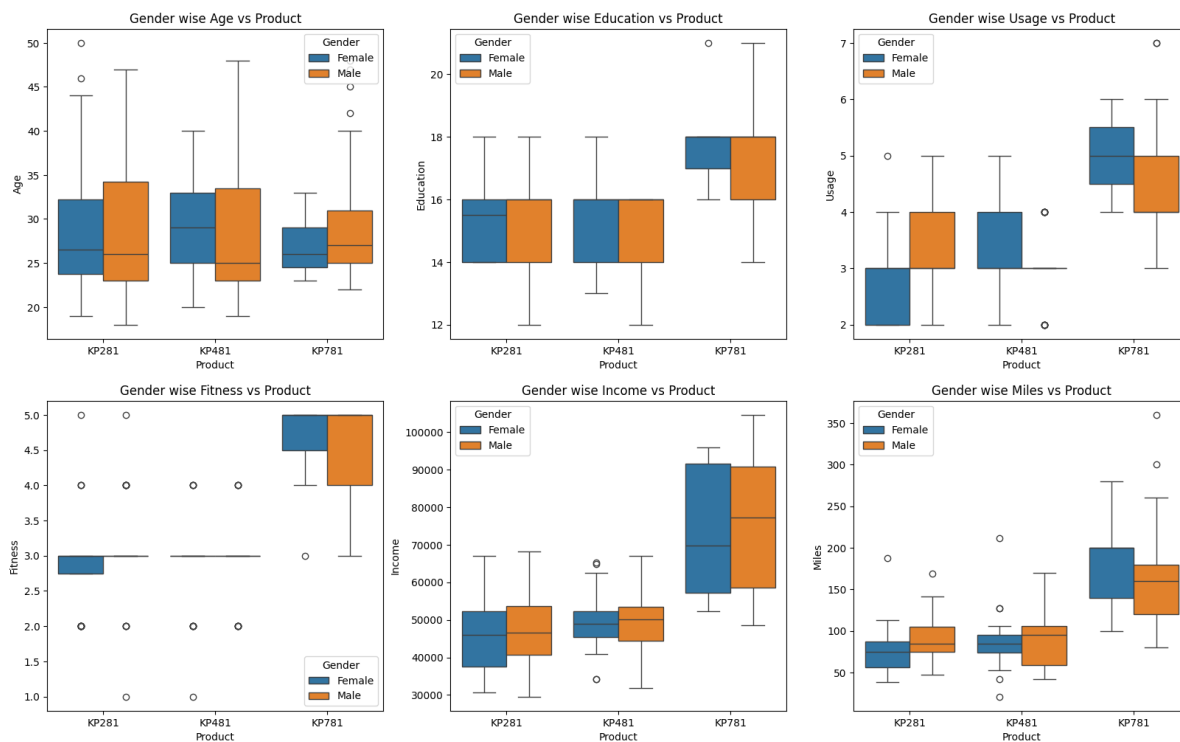 Gender wise Age vs Product
Gender
Female
Male
50
45
40
35
30
25
20
Age
KP281 KP481 KP781
Product
Gender wise Education vs Product
Gender
Female
Male
20
18
16
14
12
Education
KP281 KP481 KP781
Product
Gender wise Usage vs Product
Gender
Female
Male
7
6
5
4
3
2
Usage
KP281 KP481 KP781
Product
Gender wise Fitness vs Product
5.0
4.5
4.0
3.5
3.0
2.5
2.0
1.5
1.0
Fitness
Gender
Female
Male
KP281 KP481 KP781
Product
Gender wise Income vs Product
Gender
Female
Male
100000
90000
80000
70000
60000
50000
40000
30000
Income
KP281 KP481 KP781
Product
Gender wise Miles vs Product
Gender
Female
Male
350
300
250
200
150
100
50
Miles
KP281 KP481 KP781
Product